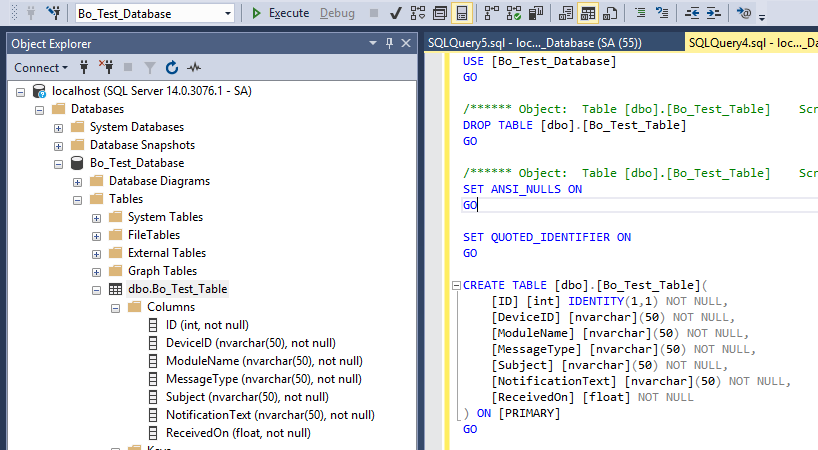 Bo_Test_Database
Execute
Debug
Object Explorer
Connect
localhost (SQL Server 14.0.3076.1 - SA)
Databases
System Databases
Database Snapshots
Bo_Test_Database
Database Diagrams
Tables
System Tables
FileTables
External Tables
Graph Tables
dbo.Bo_Test_Table
Columns
ID (int, not null)
DeviceID (nvarchar(50), not null)
ModuleName (nvarchar(50), not null)
MessageType (nvarchar(50), not null)
Subject (nvarchar(50), not null)
NotificationText (nvarchar(50), not null)
ReceivedOn (float, not null)
Keys
SQLQuery5.sql - loc..._Database (SA (55))
SQLQuery4.sql - loc..._Da
USE [Bo_Test_Database]
GO
/****** Object:  Table [dbo].[Bo_Test_Table]    Scr
DROP TABLE [dbo].[Bo_Test_Table]
GO
/****** Object:  Table [dbo].[Bo_Test_Table]    Scr
SET ANSI_NULLS ON
GO
SET QUOTED_IDENTIFIER ON
GO
CREATE TABLE [dbo].[Bo_Test_Table](
[ID] [int] IDENTITY(1,1) NOT NULL,
[DeviceID] [nvarchar](50) NOT NULL,
[ModuleName] [nvarchar](50) NOT NULL,
[MessageType] [nvarchar](50) NOT NULL,
[Subject] [nvarchar](50) NOT NULL,
[NotificationText] [nvarchar](50) NOT NULL,
[ReceivedOn] [float] NOT NULL
) ON [PRIMARY]
GO